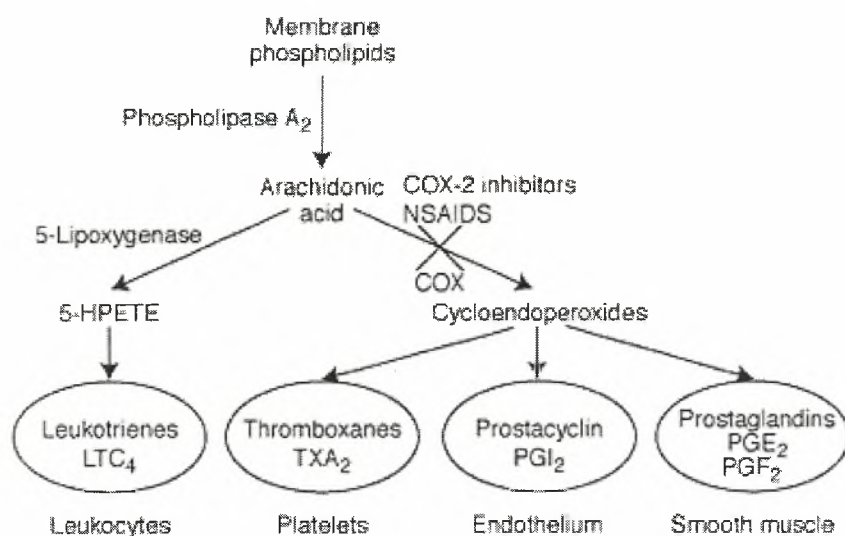 Membrane
phospholipids
Phospholipase A₂
Arachidonic
acid
COX-2 inhibitors
NSAIDS
5-Lipoxygenase
COX
5-HPETE
Cycloendoperoxides
Leukotrienes
LTC₄
Thromboxanes
TXA₂
Prostacyclin
PGI₂
Prostaglandins
PGE₂
PGF₂
Leukocytes
Platelets
Endothelium
Smooth muscle